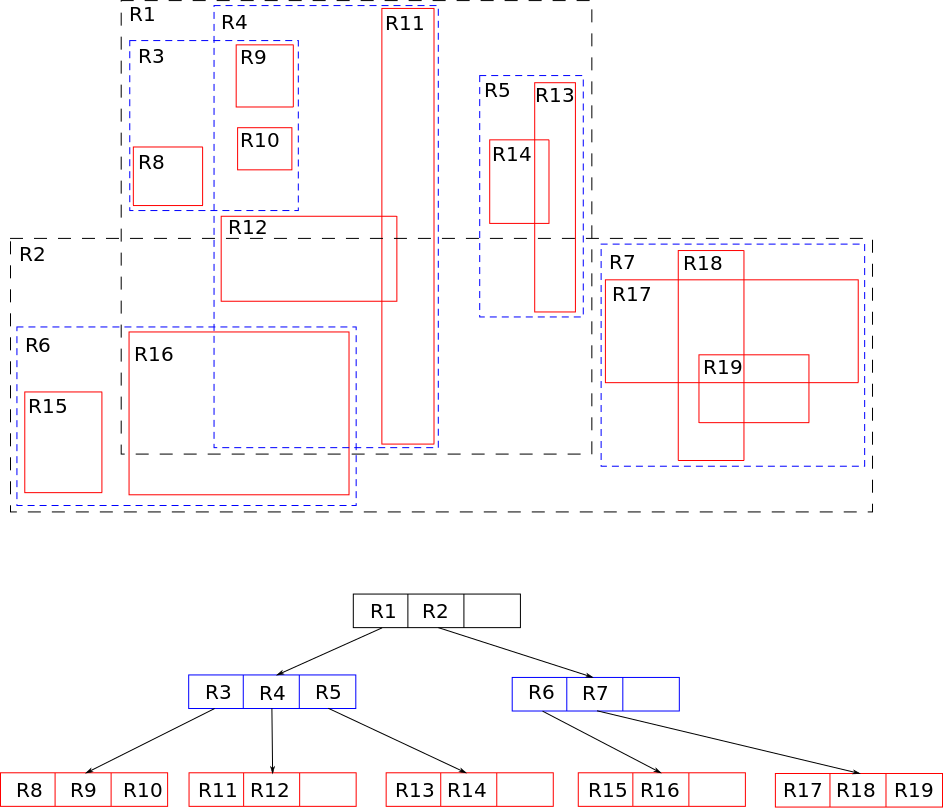 R1
R4
R11
R3
R9
R5
R13
R10
R14
R8
R12
R2
R7
R18
R17
R6
R16
R19
R15
R1 R2
R3 R4 R5
R6 R7
R8 R9 R10
R11 R12
R13 R14
R15 R16
R17 R18 R19